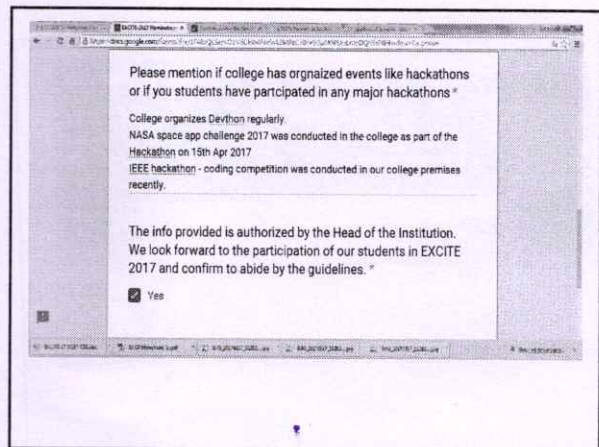 docs.google.com
Please mention if college has orgnaized events like hackathons
or if you students have partcipated in any major hackathons *
College organizes Devthon regularly.
NASA space app challenge 2017 was conducted in the college as part of the
Hackathon on 15th Apr 2017
IEEE hackathon - coding competition was conducted in our college premises
recently.
The info provided is authorized by the Head of the Institution.
We look forward to the participation of our students in EXCITE
2017 and confirm to abide by the guidelines. *
Yes